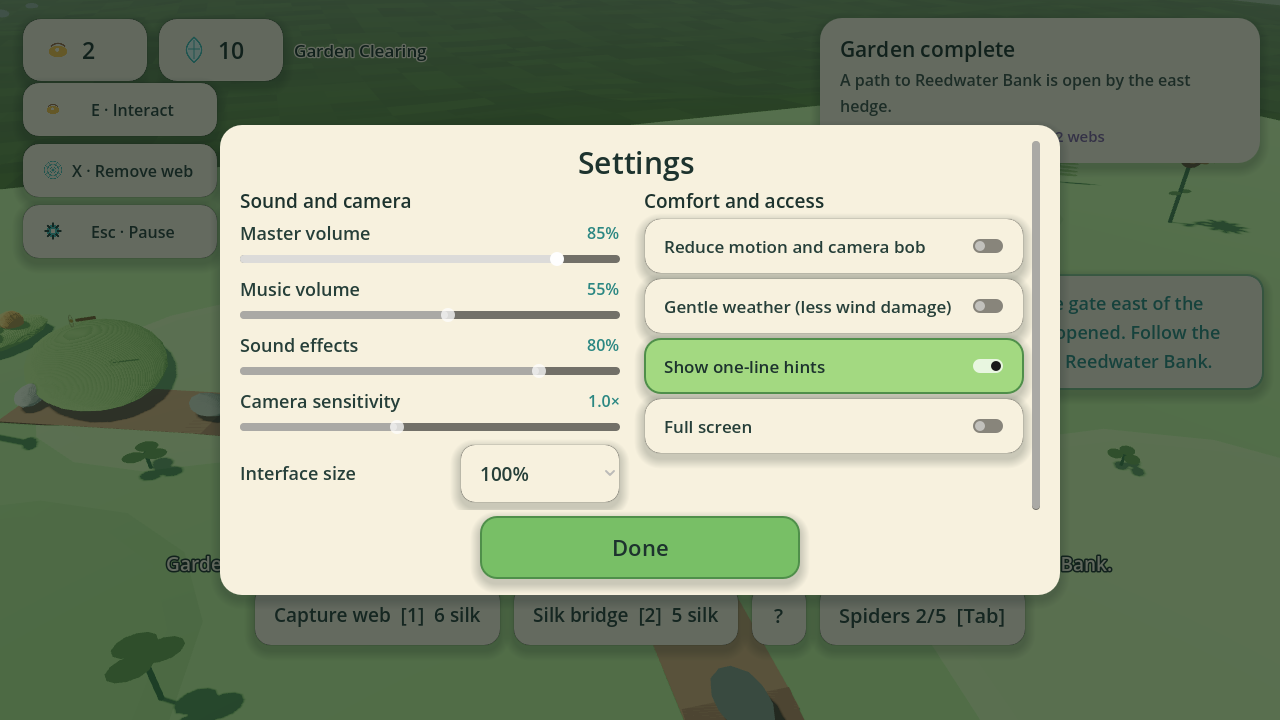 2
10
Garden Clearing
E · Interact
X · Remove web
Esc · Pause
Garden complete
A path to Reedwater Bank is open by the east
hedge.
webs
Settings
Sound and camera
Master volume 85%
Music volume 55%
Sound effects 80%
Camera sensitivity 1.0×
Interface size 100%
Comfort and access
Reduce motion and camera bob
Gentle weather (less wind damage)
Show one-line hints
Full screen
Done
gate east of the
opened. Follow the
Reedwater Bank.
Bank.
Capture web [1] 6 silk
Silk bridge [2] 5 silk
?
Spiders 2/5 [Tab]